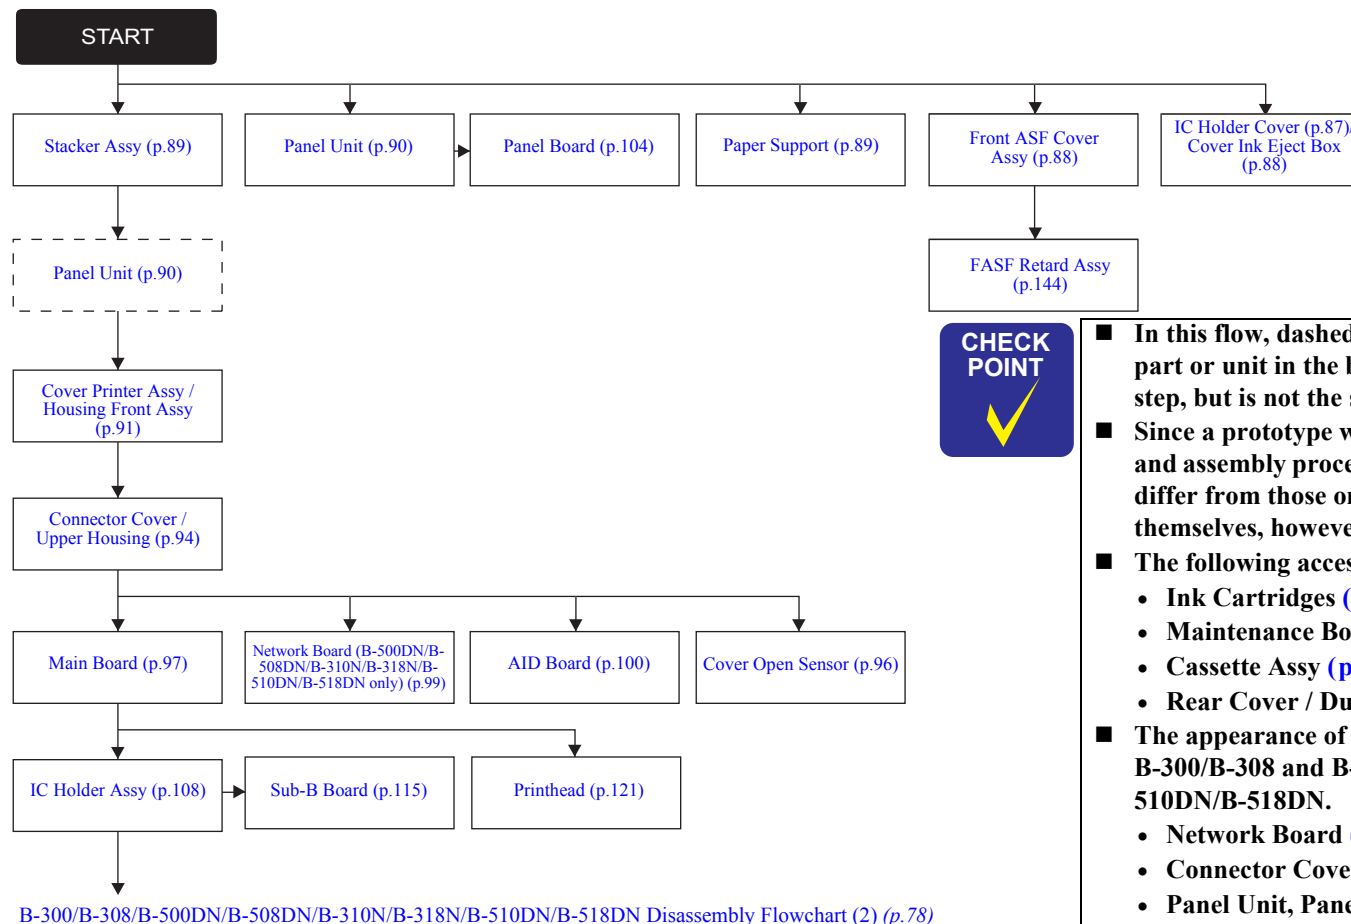 START
Stacker Assy (p.89)
Panel Unit (p.90)
Panel Board (p.104)
Paper Support (p.89)
Front ASF Cover
Assy (p.88)
IC Holder Cover (p.87)/
Cover Ink Eject Box
(p.88)
Panel Unit (p.90)
FASF Retard Assy
(p.144)
Cover Printer Assy /
Housing Front Assy
(p.91)
Connector Cover /
Upper Housing (p.94)
Main Board (p.97)
Network Board (B-500DN/B-
508DN/B-310N/B-318N/B-
510DN/B-518DN only) (p.99)
AID Board (p.100)
Cover Open Sensor (p.96)
IC Holder Assy (p.108)
Sub-B Board (p.115)
Printhead (p.121)
B-300/B-308/B-500DN/B-508DN/B-310N/B-318N/B-510DN/B-518DN Disassembly Flowchart (2) (p.78)
CHECK
POINT
■ In this flow, dashed
part or unit in the
step, but is not the
■ Since a prototype
and assembly
differ from those
themselves,
■ The following
• Ink Cartridges (
• Maintenance
• Cassette Assy
• Rear Cover /
■ The appearance of
B-300/B-308 and
510DN/B-518DN.
• Network Board
• Connector
• Panel Unit,